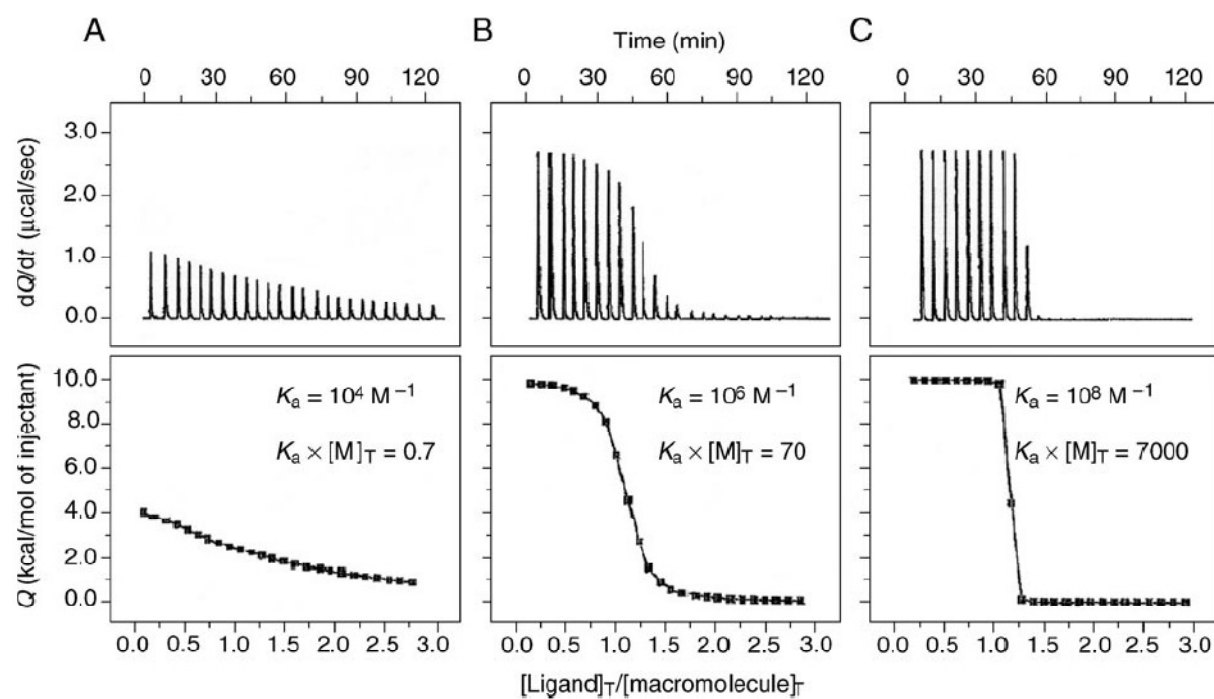 A B C
Time (min)
0 30 60 90 120 0 30 60 90 120 0 30 60 90 120
dQ/dt (μcal/sec)
3.0
2.0
1.0
0.0
Q (kcal/mol of injectant)
10.0
8.0
6.0
4.0
2.0
0.0
Kₐ = 10⁴ M⁻¹
Kₐ × [M]T = 0.7
Kₐ = 10⁶ M⁻¹
Kₐ × [M]T = 70
Kₐ = 10⁸ M⁻¹
Kₐ × [M]T = 7000
0.0 0.5 1.0 1.5 2.0 2.5 3.0 0.0 0.5 1.0 1.5 2.0 2.5 3.0 0.0 0.5 1.0 1.5 2.0 2.5 3.0
[Ligand]T/[macromolecule]T